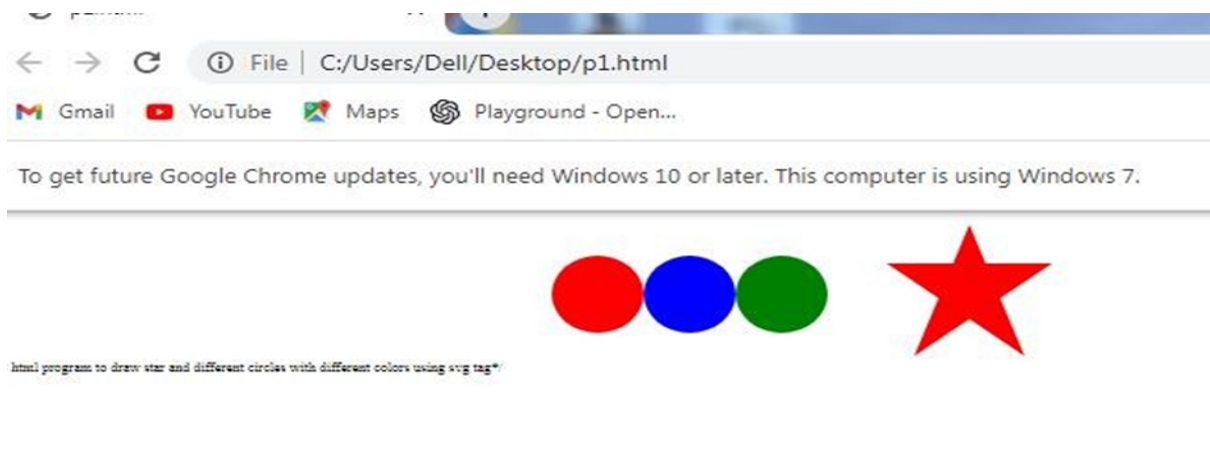 File | C:/Users/Dell/Desktop/p1.html
Gmail YouTube Maps Playground - Open...
To get future Google Chrome updates, you'll need Windows 10 or later. This computer is using Windows 7.
html program to draw star and different circles with different colors using svg tag*/